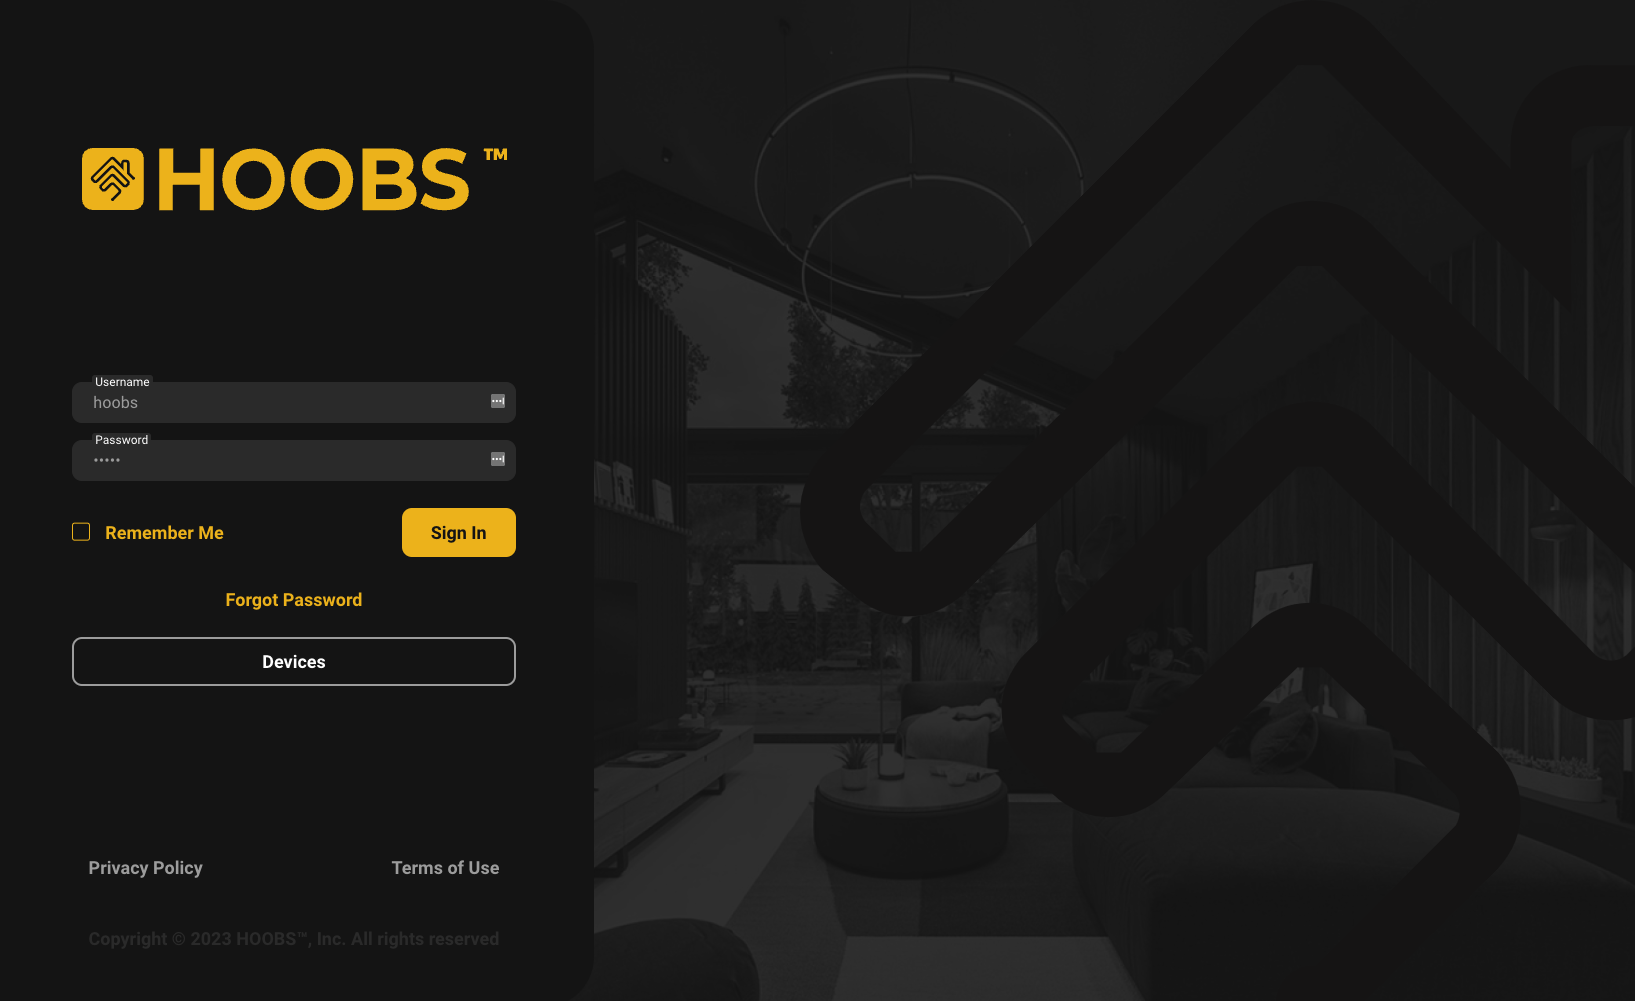 HOOBS™
Username
hoobs
Password
•••••
Remember Me
Sign In
Forgot Password
Devices
Privacy Policy
Terms of Use
Copyright © 2023 HOOBS™, Inc. All rights reserved